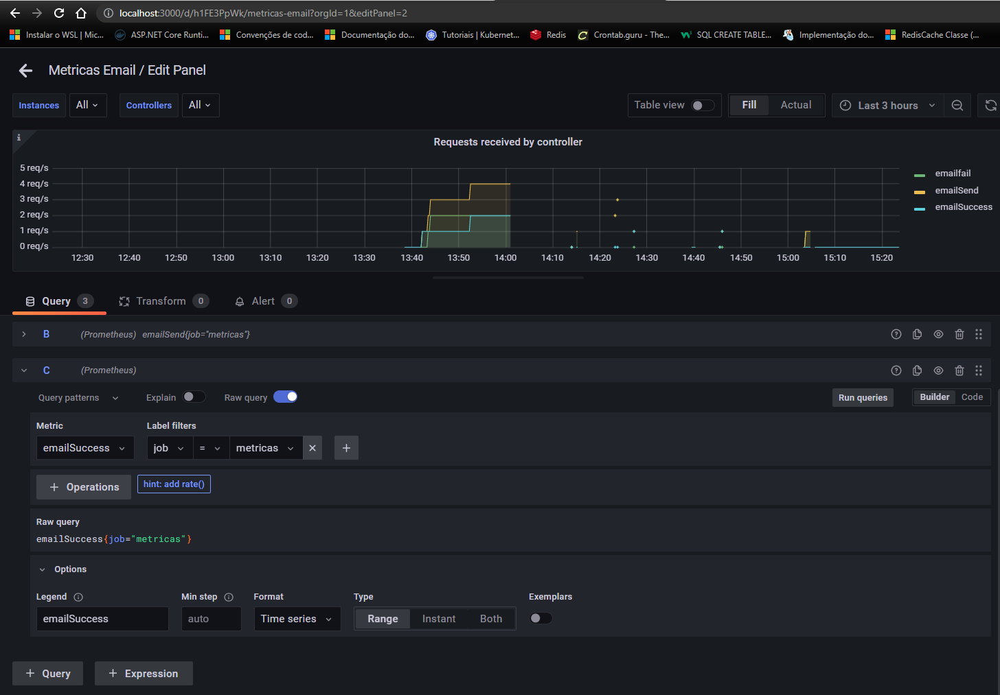 localhost:3000/d/h1FE3PpWk/metricas-email?orgId=1&editPanel=2
Instalar o WSL | Mic...
ASP.NET Core Runti...
Convenções de cod...
Documentação do...
Tutoriais | Kubernet...
Redis
Crontab.guru - The...
SQL CREATE TABLE...
Implementação do...
RedisCache Classe (...
Metricas Email / Edit Panel
Instances All Controllers All Table view Fill Actual Last 3 hours
Requests received by controller
5 req/s
4 req/s
3 req/s
2 req/s
1 req/s
0 req/s
12:30 12:40 12:50 13:00 13:10 13:20 13:30 13:40 13:50 14:00 14:10 14:20 14:30 14:40 14:50 15:00 15:10 15:20
emailfail
emailSend
emailSuccess
Query 3 Transform 0 Alert 0
B (Prometheus) emailSend{job="metricas"}
C (Prometheus)
Query patterns Explain Raw query Run queries Builder Code
Metric Label filters
emailSuccess job = metricas
Operations hint: add rate()
Raw query
emailSuccess{job="metricas"}
Options
Legend Min step Format Type Exemplars
emailSuccess auto Time series Range Instant Both
+ Query + Expression